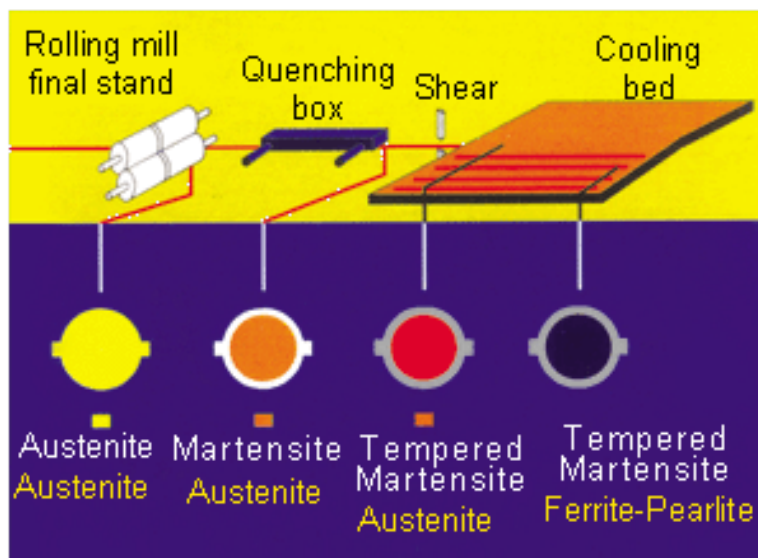 Rolling mill
final stand
Quenching
box
Shear
Cooling
bed
Austenite
Austenite
Martensite
Austenite
Tempered
Martensite
Austenite
Tempered
Martensite
Ferrite-Pearlite